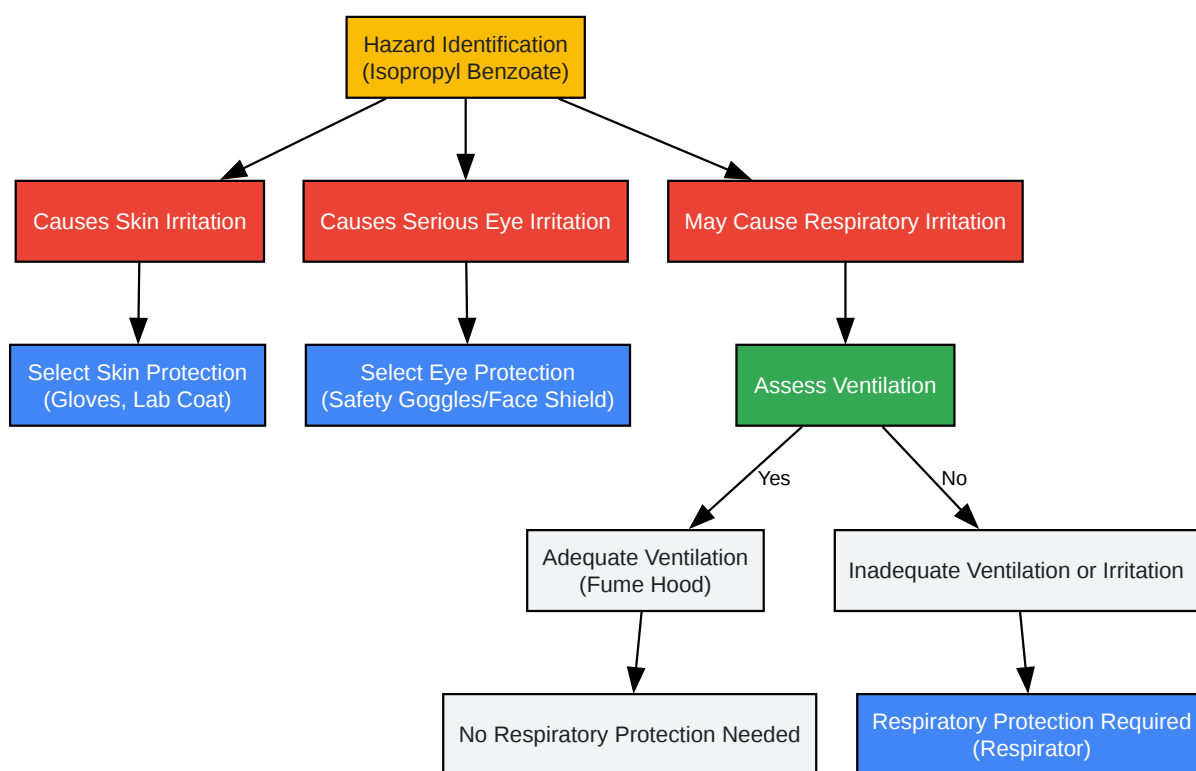 Hazard Identification
(Isopropyl Benzoate)
Causes Skin Irritation
Causes Serious Eye Irritation
May Cause Respiratory Irritation
Select Skin Protection
(Gloves, Lab Coat)
Select Eye Protection
(Safety Goggles/Face Shield)
Assess Ventilation
Yes
No
Adequate Ventilation
(Fume Hood)
Inadequate Ventilation or Irritation
No Respiratory Protection Needed
Respiratory Protection Required
(Respirator)